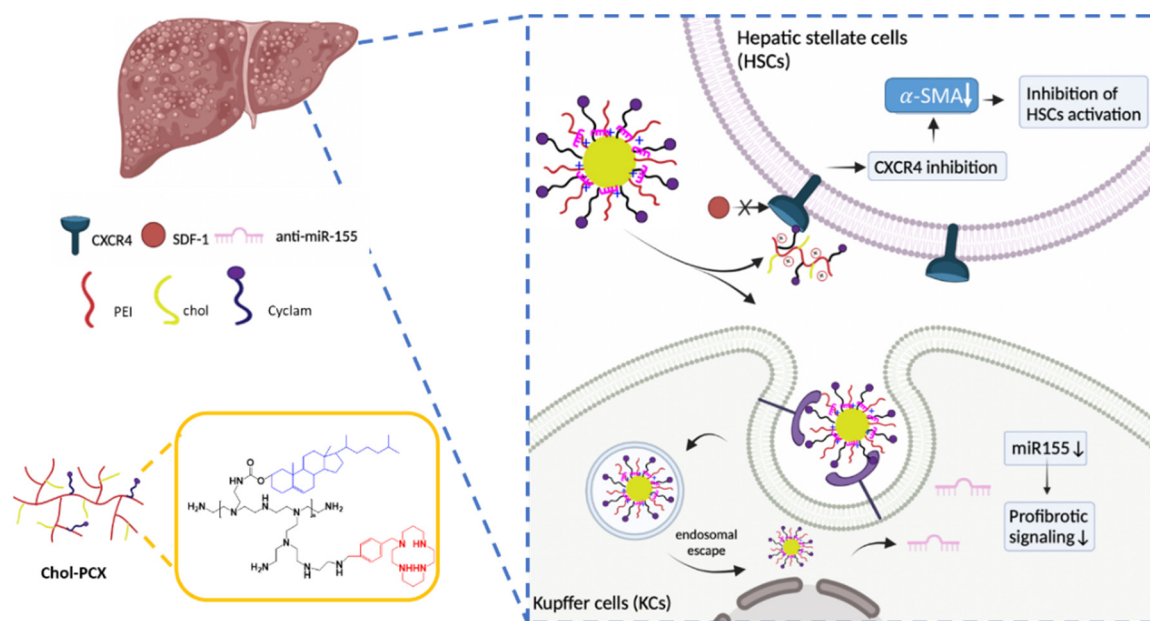 Hepatic stellate cells
(HSCs)
α-SMA↓
Inhibition of
HSCs activation
CXCR4 inhibition
CXCR4
SDF-1
anti-miR-155
PEI
chol
Cyclam
Chol-PCX
O
HN
O
H
N
H₂N
N
N
H
N
n
NH₂
N
H₂N
N
H
H
N
N
HN
NH
HN
miR155↓
Profibrotic
signaling↓
endosomal
escape
Kupffer cells (KCs)